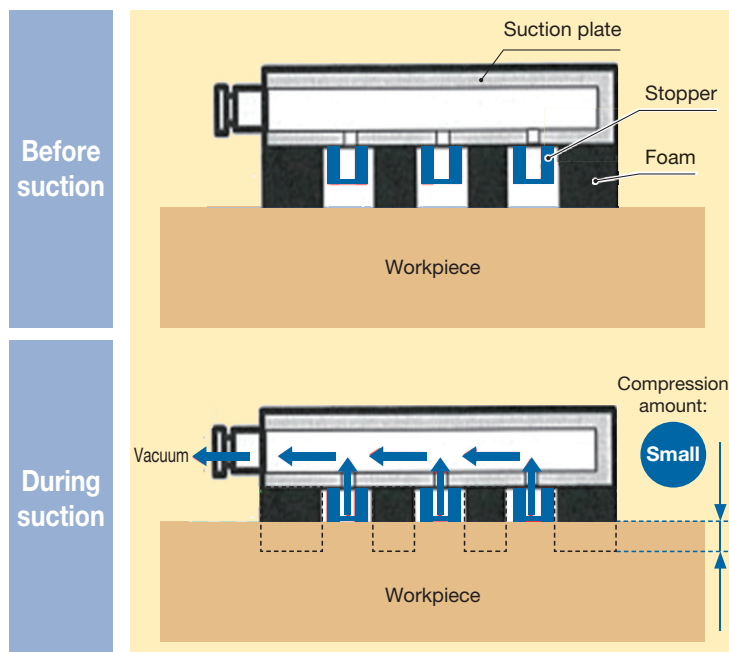 Before
suction
Suction plate
Stopper
Foam
Workpiece
During
suction
Vacuum
Compression
amount:
Small
Workpiece